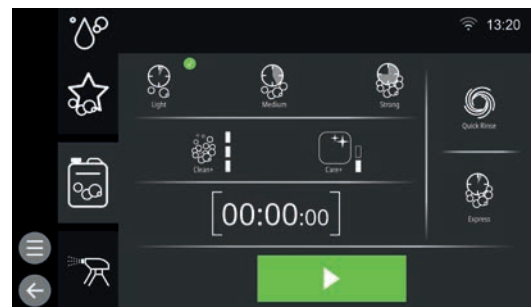 13:20
Light
Medium
Strong
Quick Rinse
Clean+
Care+
Express
00:00:00